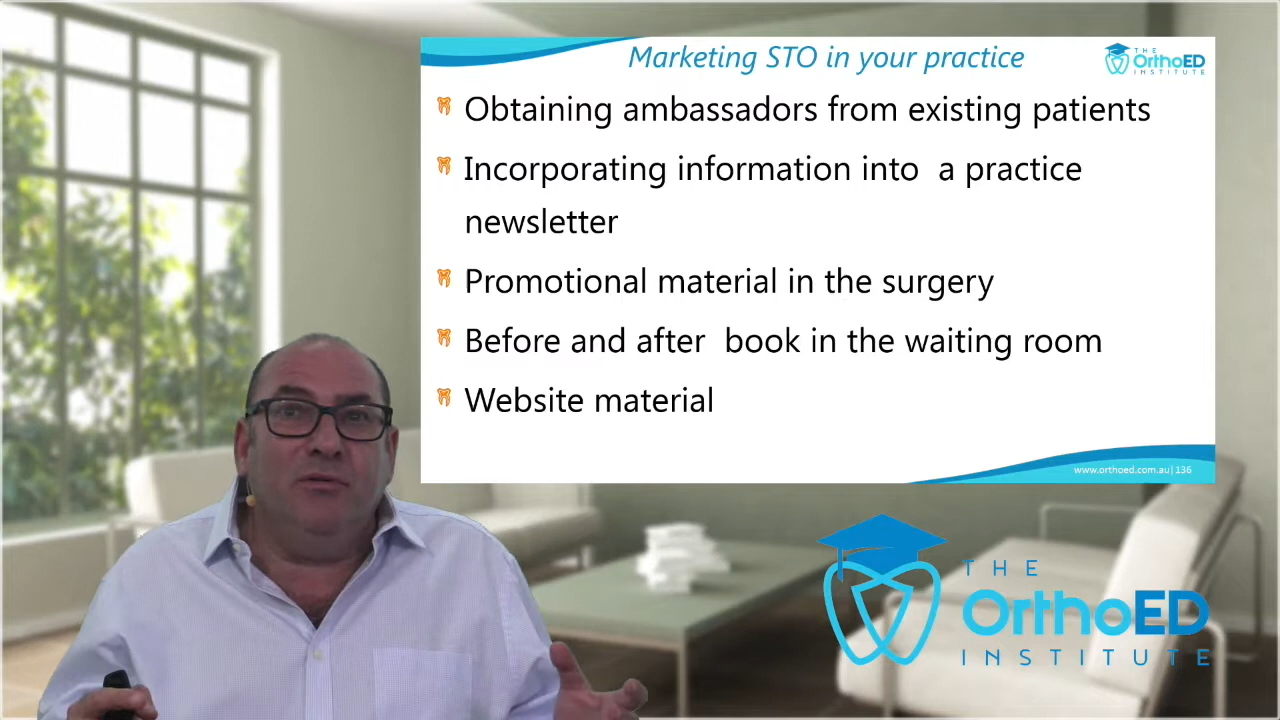 Marketing STO in your practice
THE
OrthoED
INSTITUTE
Obtaining ambassadors from existing patients
Incorporating information into a practice
newsletter
Promotional material in the surgery
Before and after book in the waiting room
Website material
www.orthoed.com.au| 136
THE
OrthoED
INSTITUTE